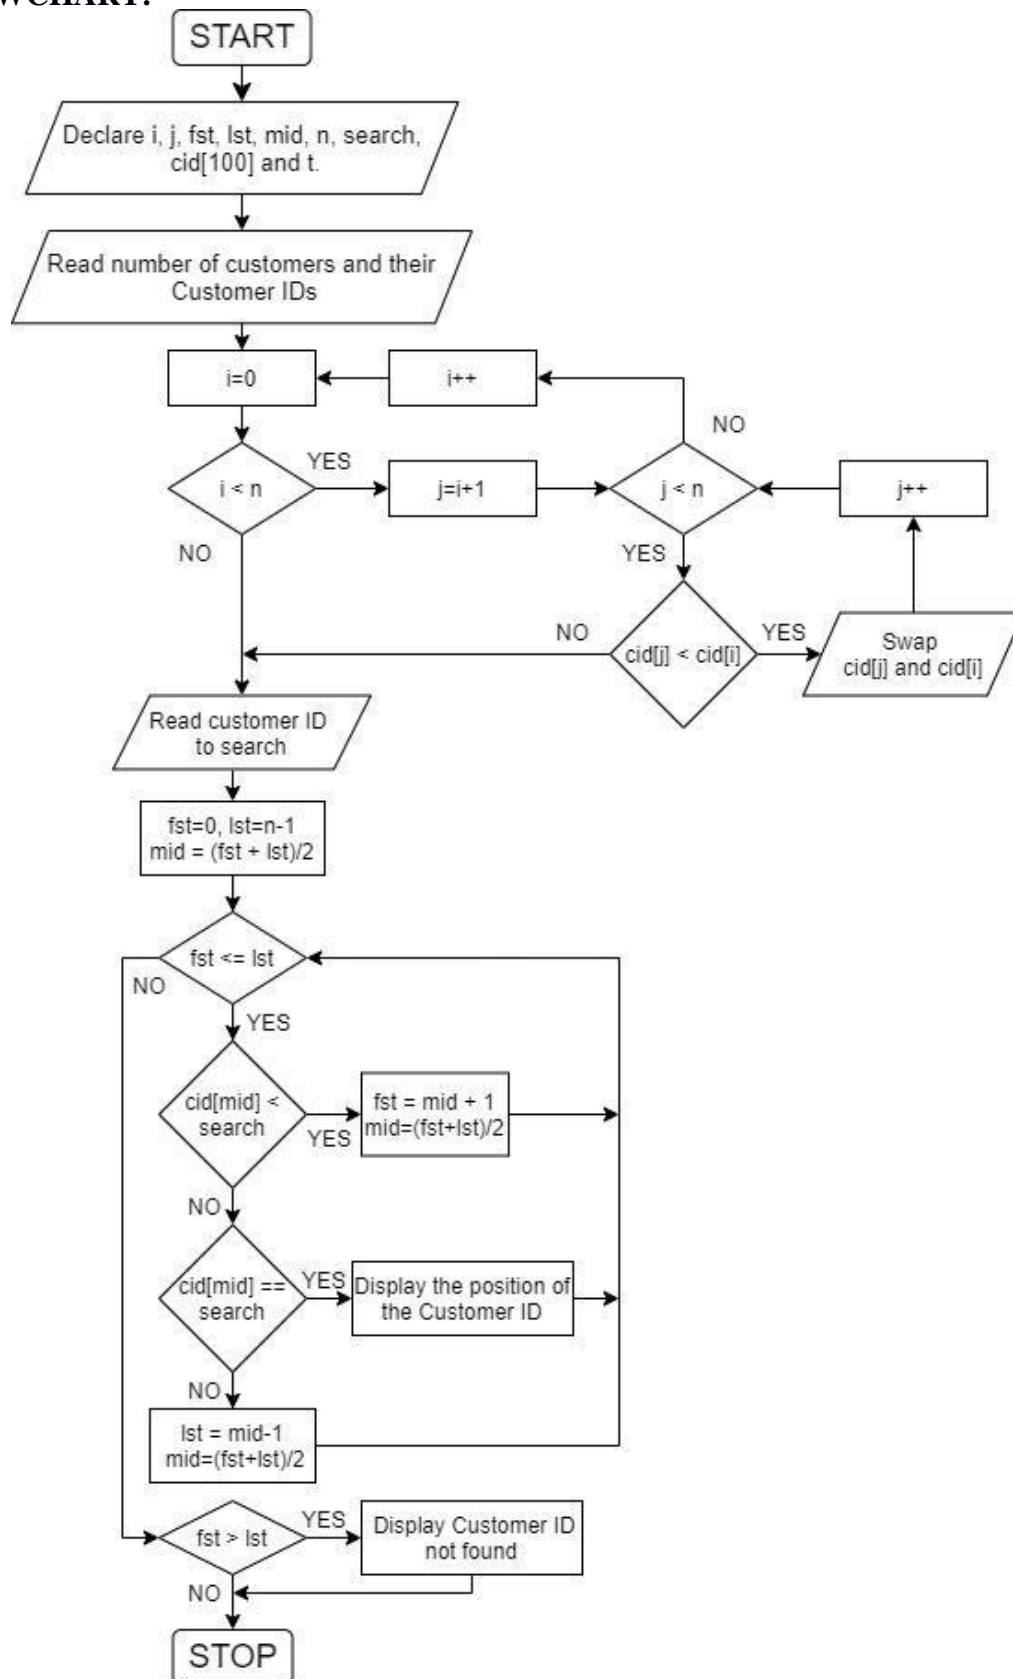 WCHART:
START
Declare i, j, fst, lst, mid, n, search,
cid[100] and t.
Read number of customers and their
Customer IDs
i=0
i++
NO
i < n
YES
j=i+1
j < n
j++
NO
YES
NO
cid[j] < cid[i]
YES
Swap
cid[j] and cid[i]
Read customer ID
to search
fst=0, lst=n-1
mid = (fst + lst)/2
fst <= lst
NO
YES
cid[mid] <
search
YES
fst = mid + 1
mid=(fst+lst)/2
NO
cid[mid] ==
search
YES
Display the position of
the Customer ID
NO
lst = mid-1
mid=(fst+lst)/2
fst > lst
YES
Display Customer ID
not found
NO
STOP